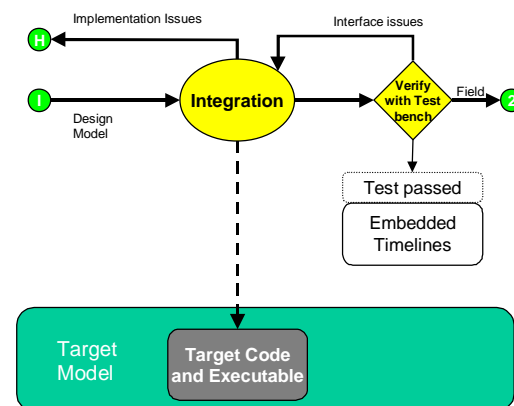 Implementation Issues
Interface issues
H
I
Design
Model
Integration
Verify
with Test
bench
Field
2
Test passed
Embedded
Timelines
Target
Model
Target Code
and Executable